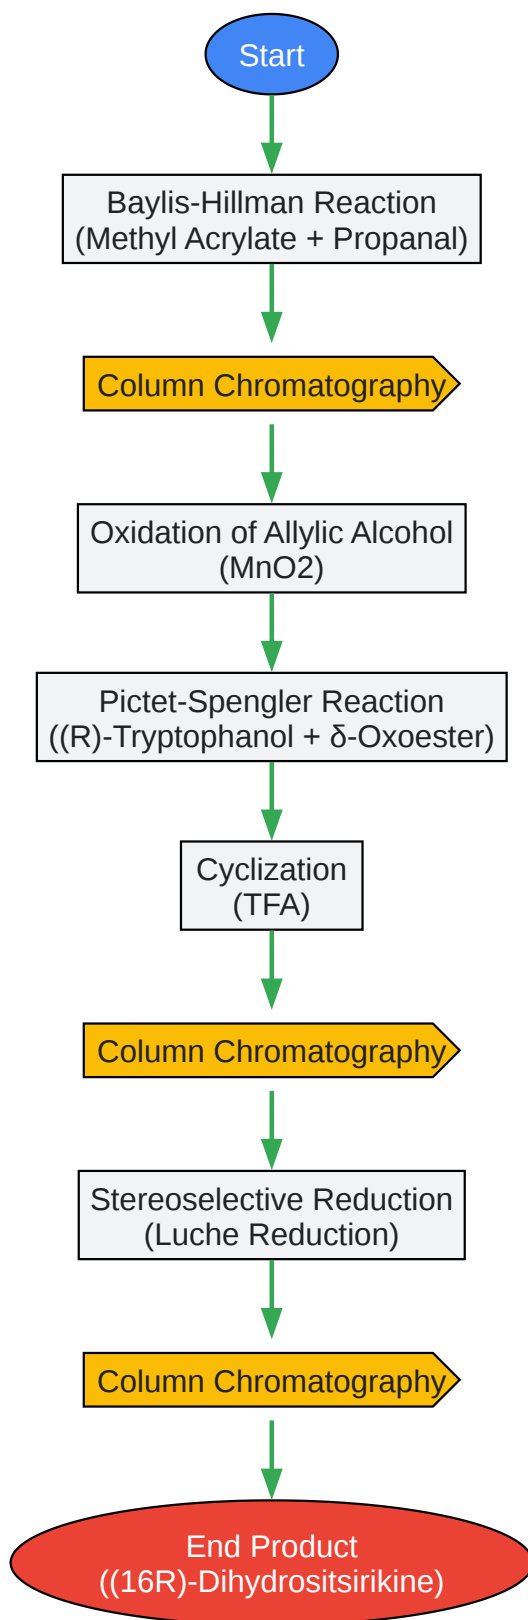 Start
Baylis-Hillman Reaction
(Methyl Acrylate + Propanal)
Column Chromatography
Oxidation of Allylic Alcohol
(MnO2)
Pictet-Spengler Reaction
((R)-Tryptophanol + δ-Oxoester)
Cyclization
(TFA)
Column Chromatography
Stereoselective Reduction
(Luche Reduction)
Column Chromatography
End Product
((16R)-Dihydrositsirikine)